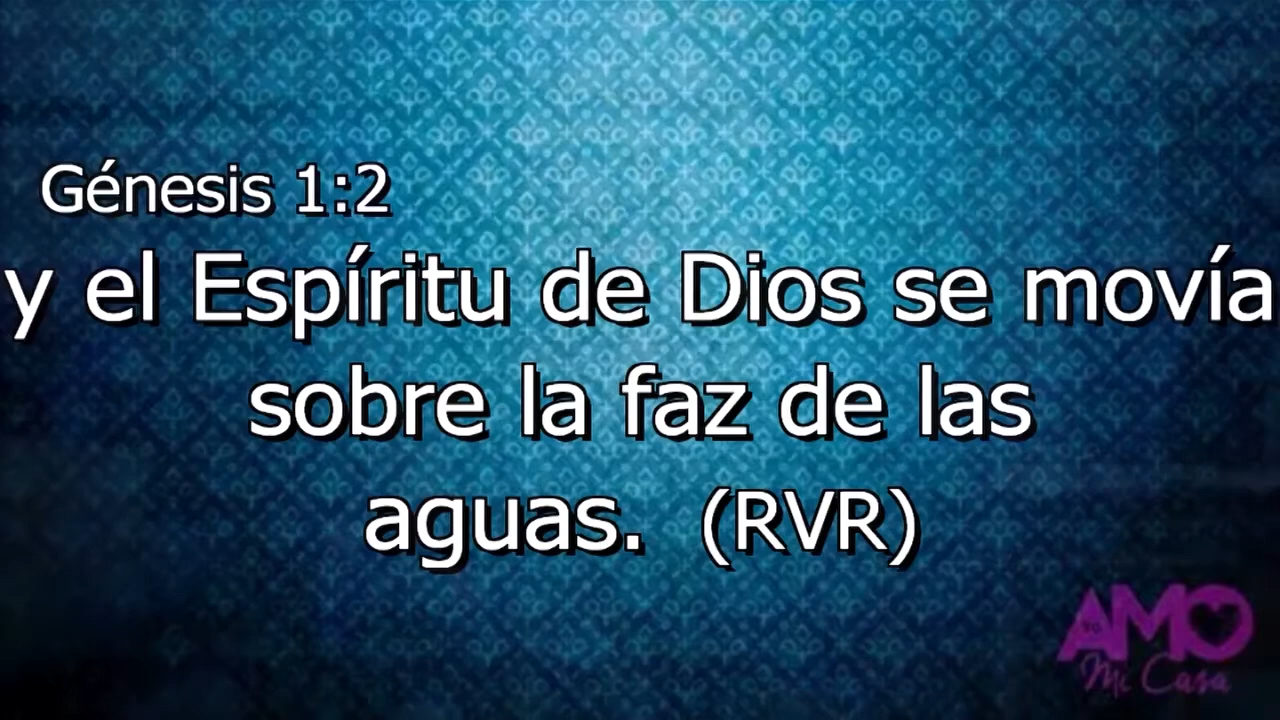 Génesis 1:2
y el Espíritu de Dios se movía
sobre la faz de las
aguas.  (RVR)
YO AMO
Mi Casa